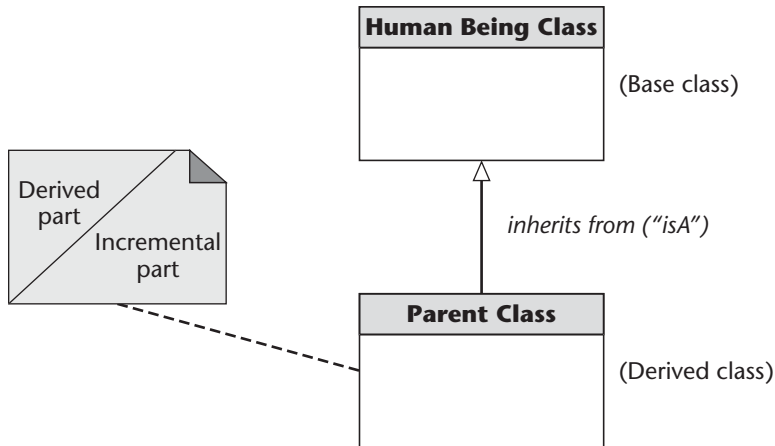 Human Being Class
(Base class)
Derived
part
Incremental
part
inherits from (“isA”)
Parent Class
(Derived class)